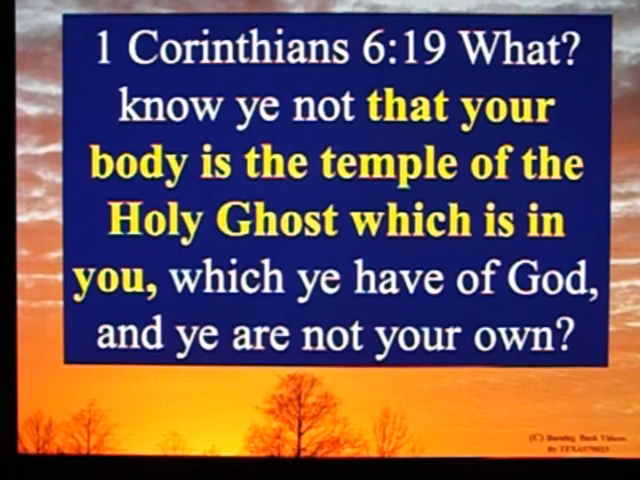 1 Corinthians 6:19 What?
know ye not that your
body is the temple of the
Holy Ghost which is in
you, which ye have of God,
and ye are not your own?
(C) Burning Bush Videos
By